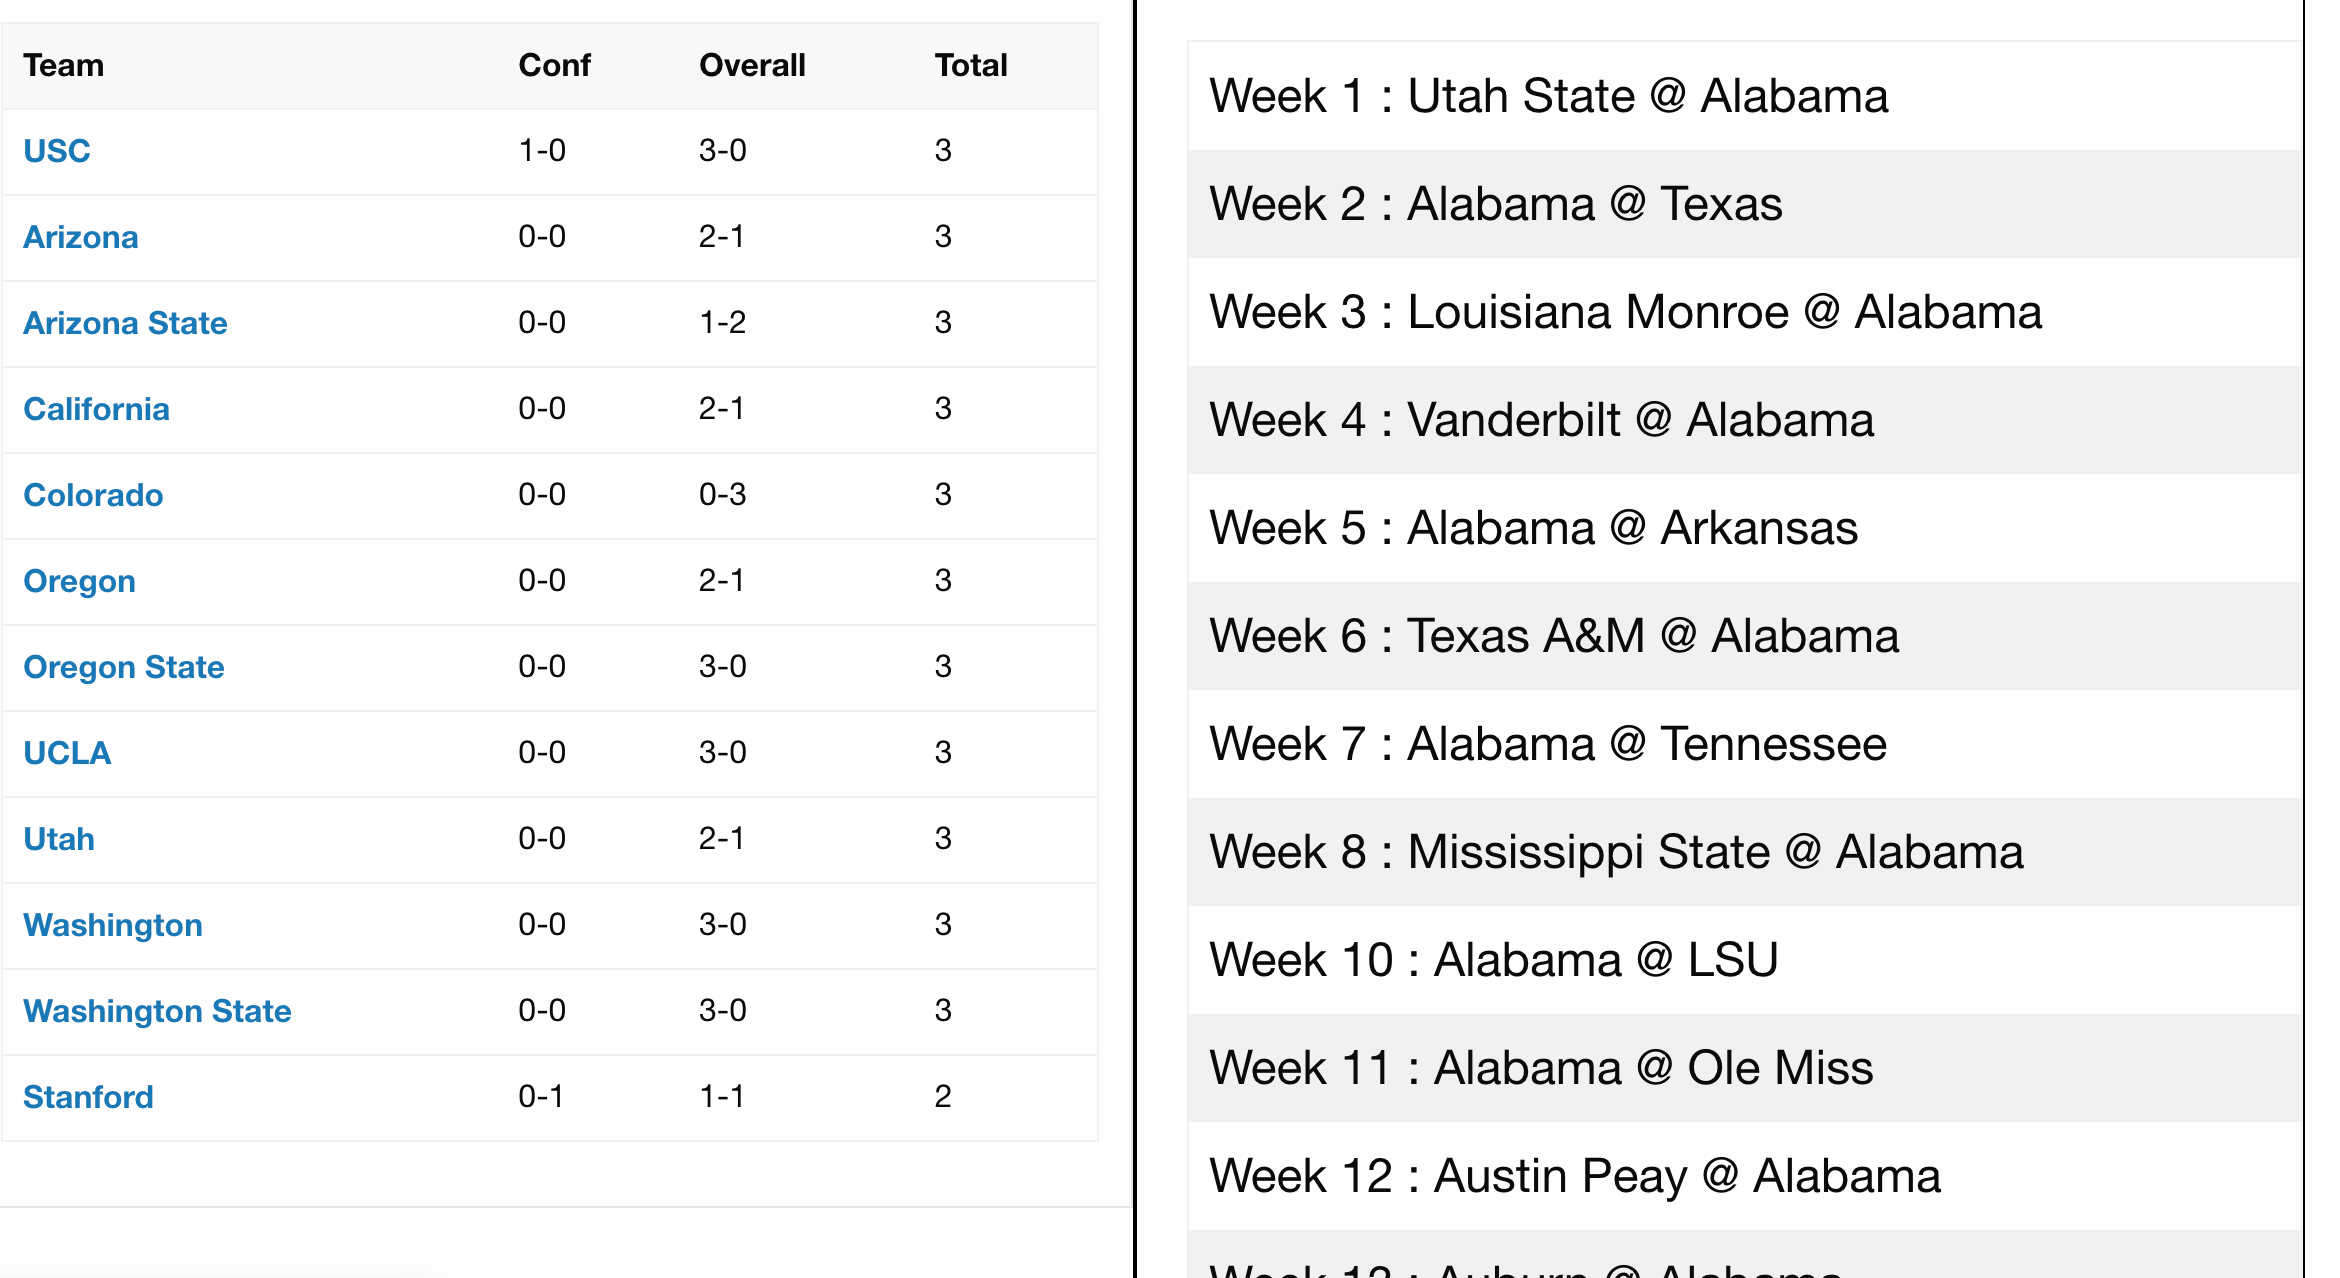 Team Conf Overall Total
USC 1-0 3-0 3
Arizona 0-0 2-1 3
Arizona State 0-0 1-2 3
California 0-0 2-1 3
Colorado 0-0 0-3 3
Oregon 0-0 2-1 3
Oregon State 0-0 3-0 3
UCLA 0-0 3-0 3
Utah 0-0 2-1 3
Washington 0-0 3-0 3
Washington State 0-0 3-0 3
Stanford 0-1 1-1 2
Week 1 : Utah State @ Alabama
Week 2 : Alabama @ Texas
Week 3 : Louisiana Monroe @ Alabama
Week 4 : Vanderbilt @ Alabama
Week 5 : Alabama @ Arkansas
Week 6 : Texas A&M @ Alabama
Week 7 : Alabama @ Tennessee
Week 8 : Mississippi State @ Alabama
Week 10 : Alabama @ LSU
Week 11 : Alabama @ Ole Miss
Week 12 : Austin Peay @ Alabama
Week 13 : Auburn @ Alabama